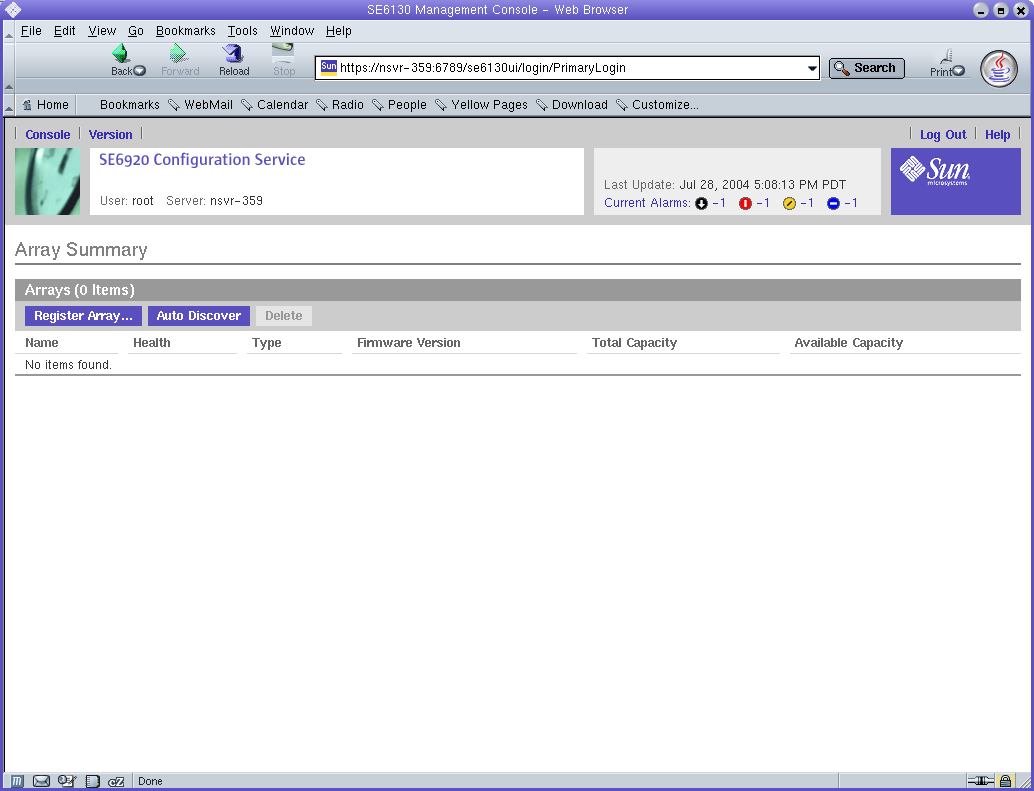 SE6130 Management Console - Web Browser
File Edit View Go Bookmarks Tools Window Help
Back Forward Reload Stop Sun https://nsvr-359:6789/se6130ui/login/PrimaryLogin Search Print
Home Bookmarks WebMail Calendar Radio People Yellow Pages Download Customize...
Console Version Log Out Help
SE6920 Configuration Service
Sun
microsystems
Last Update: Jul 28, 2004 5:08:13 PM PDT
User: root Server: nsvr-359
Current Alarms: -1 -1 -1 -1
Array Summary
Arrays (0 Items)
Register Array... Auto Discover Delete
Name Health Type Firmware Version Total Capacity Available Capacity
No items found.
Done